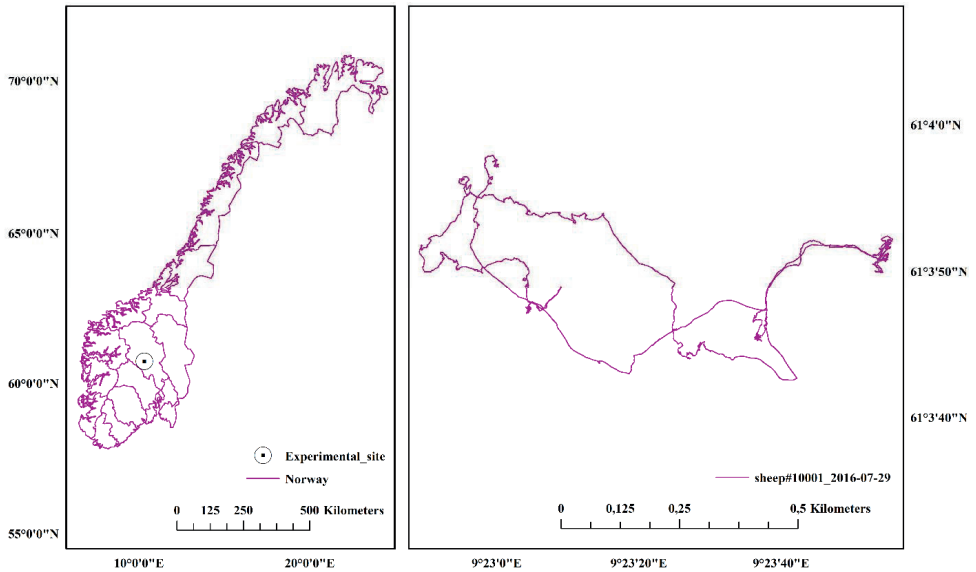 70°0'0"N
65°0'0"N
60°0'0"N
55°0'0"N
Experimental_site
Norway
0 125 250 500 Kilometers
10°0'0"E 20°0'0"E
61°4'0"N
61°3'50"N
61°3'40"N
sheep#10001_2016-07-29
0 0,125 0,25 0,5 Kilometers
9°23'0"E 9°23'20"E 9°23'40"E